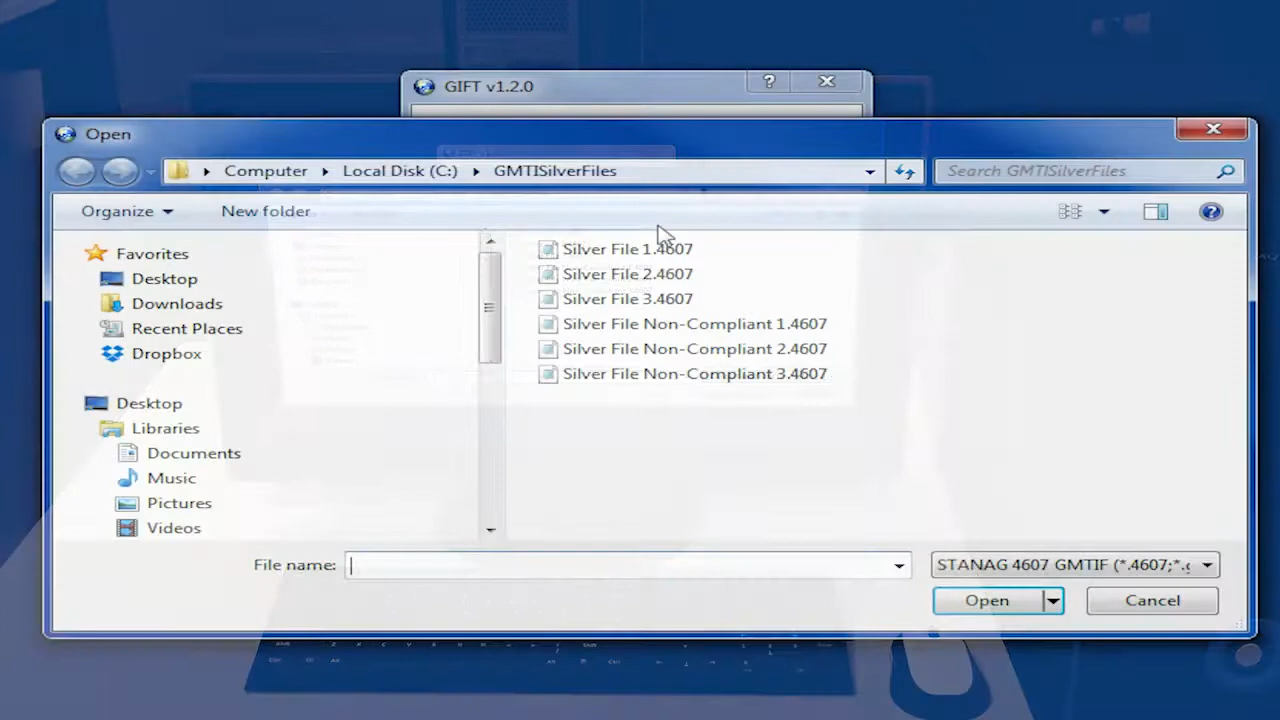 GIFT v1.2.0
?
Open
Computer
Local Disk (C:)
GMTISilverFiles
Search GMTISilverFiles
Organize
New folder
Favorites
Desktop
Downloads
Recent Places
Dropbox
Desktop
Libraries
Documents
Music
Pictures
Videos
Silver File 1.4607
Silver File 2.4607
Silver File 3.4607
Silver File Non-Compliant 1.4607
Silver File Non-Compliant 2.4607
Silver File Non-Compliant 3.4607
File name:
STANAG 4607 GMTIF (*.4607;*.g
Open
Cancel